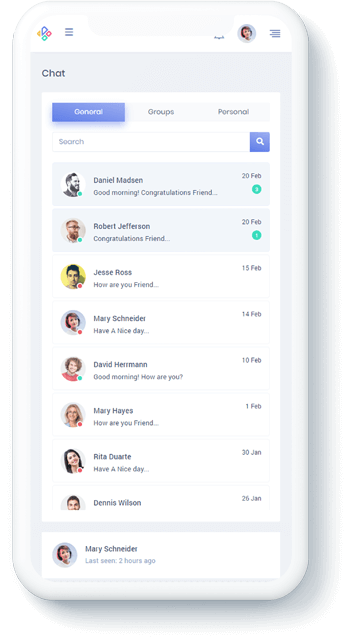 Chat
General
Groups
Personal
Search
Daniel Madsen
20 Feb
Good morning! Congratulations Friend...
3
Robert Jefferson
20 Feb
Congratulations Friend...
1
Jesse Ross
15 Feb
How are you Friend...
Mary Schneider
14 Feb
Have A Nice day...
David Herrmann
10 Feb
Good morning! How are you?
Mary Hayes
1 Feb
How are you Friend...
Rita Duarte
30 Jan
Have A Nice day...
Dennis Wilson
26 Jan
Mary Schneider
Last seen: 2 hours ago